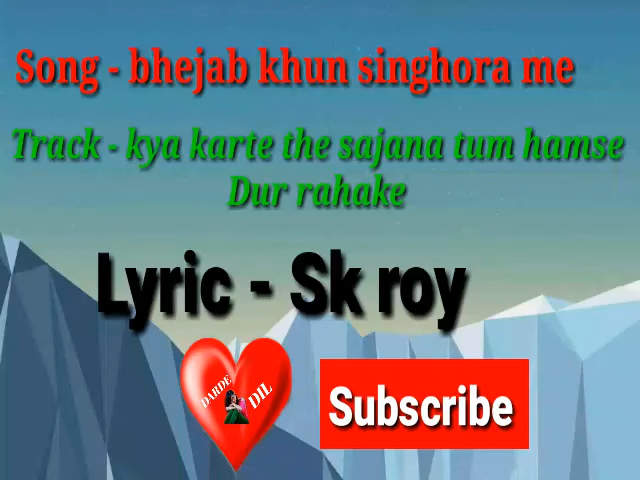 Song - bhejab khun singhora me
Track - kya karte the sajana tum hamse
Dur rahake
Lyric - Sk roy
DARDE DIL
Subscribe